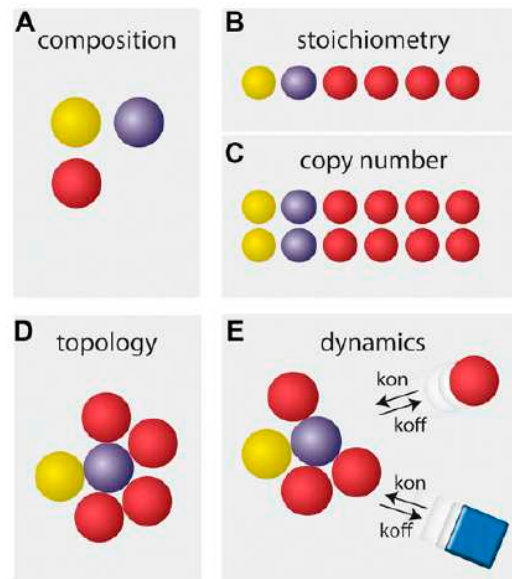 A
composition
B
stoichiometry
C
copy number
D
topology
E
dynamics
kon
koff
kon
koff